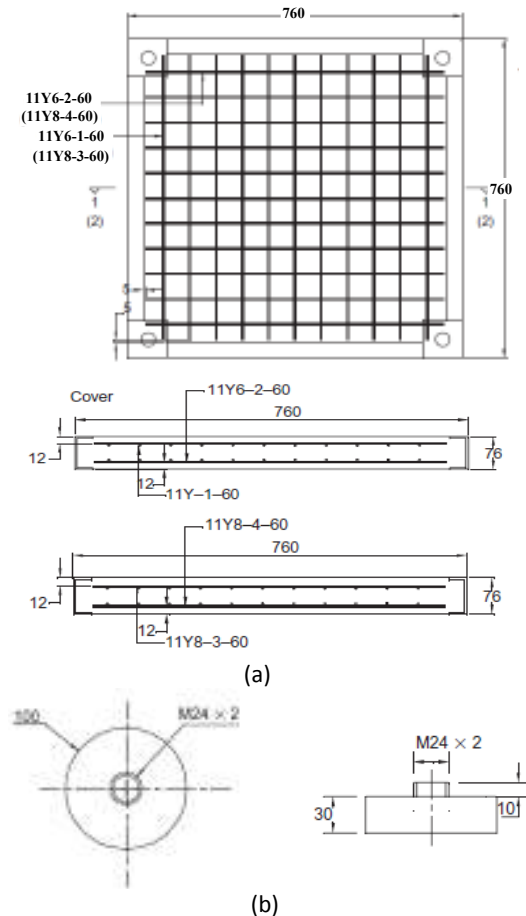 760
11Y6-2-60
(11Y8-4-60)
11Y6-1-60
(11Y8-3-60)
760
1
(2)
1
(2)
5
5
Cover
11Y6–2–60
760
12
76
12
11Y–1–60
11Y8–4–60
760
12
76
12
11Y8–3–60
(a)
100
M24 × 2
M24 × 2
30
10
(b)